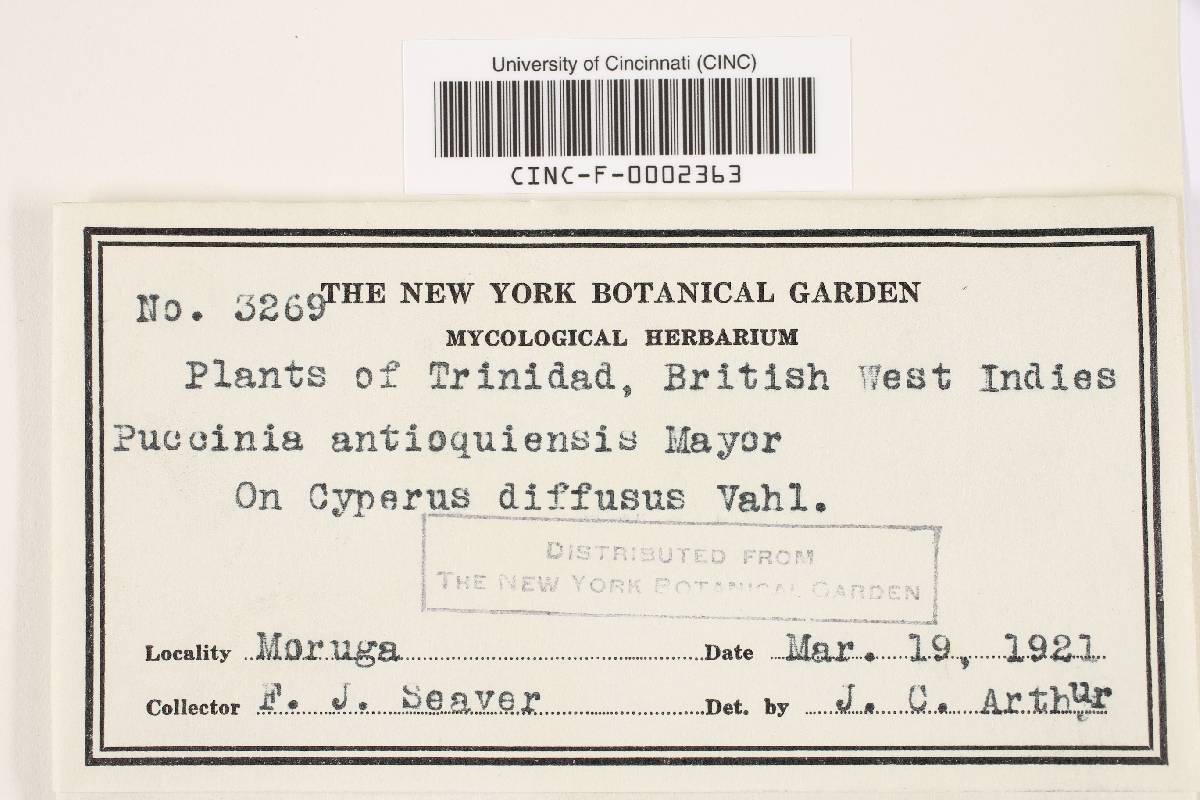 University of Cincinnati (CINC)
CINC-F-0002363
No. 3269 THE NEW YORK BOTANICAL GARDEN
MYCOLOGICAL HERBARIUM
Plants of Trinidad, British West Indies
Puccinia antioquiensis Mayor
On Cyperus diffusus Vahl.
DISTRIBUTED FROM
THE NEW YORK BOTANICAL GARDEN
Locality Moruga Date Mar. 19, 1921
Collector F. J. Seaver Det. by J. C. Arthur